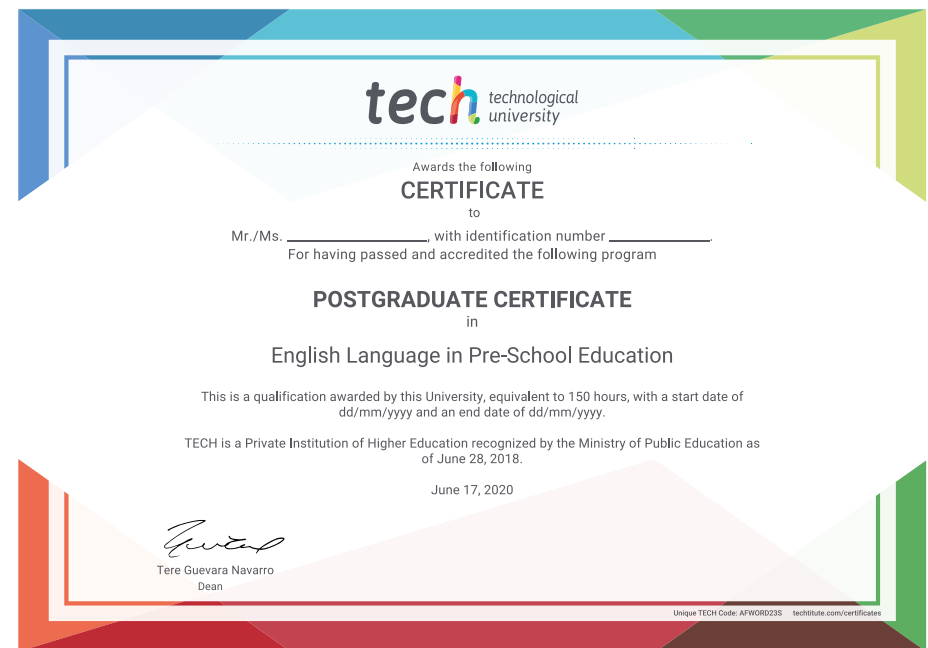 tech technological
university
Awards the following
CERTIFICATE
to
Mr./Ms. ____________________, with identification number ______________.
For having passed and accredited the following program
POSTGRADUATE CERTIFICATE
in
English Language in Pre-School Education
This is a qualification awarded by this University, equivalent to 150 hours, with a start date of
dd/mm/yyyy and an end date of dd/mm/yyyy.
TECH is a Private Institution of Higher Education recognized by the Ministry of Public Education as
of June 28, 2018.
June 17, 2020
Tere Guevara Navarro
Dean
Unique TECH Code: AFWORD23S techtitute.com/certificates